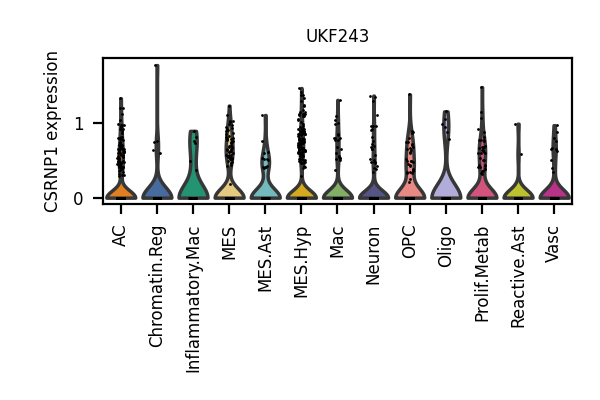 UKF243
CSRNP1 expression
1
0
AC
Chromatin.Reg
Inflammatory.Mac
MES
MES.Ast
MES.Hyp
Mac
Neuron
OPC
Oligo
Prolif.Metab
Reactive.Ast
Vasc